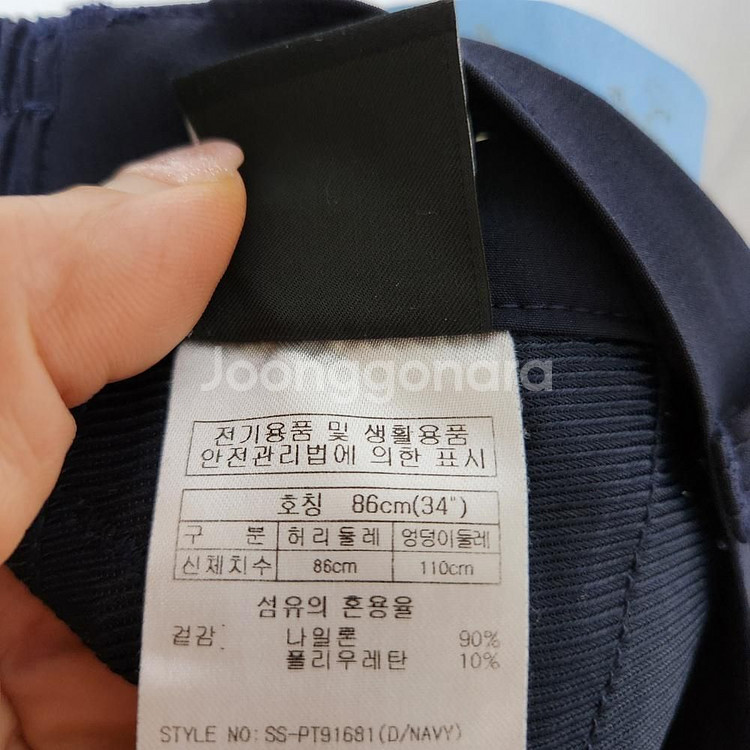 Joonggonara
전기용품 및 생활용품
안전관리법에 의한 표시
호칭 86cm(34")
구 분 허리둘레 엉덩이둘레
신체치수 86cm 110cm
섬유의 혼용율
겉감 나일론 90%
폴리우레탄 10%
STYLE NO: SS-PT91681(D/NAVY)